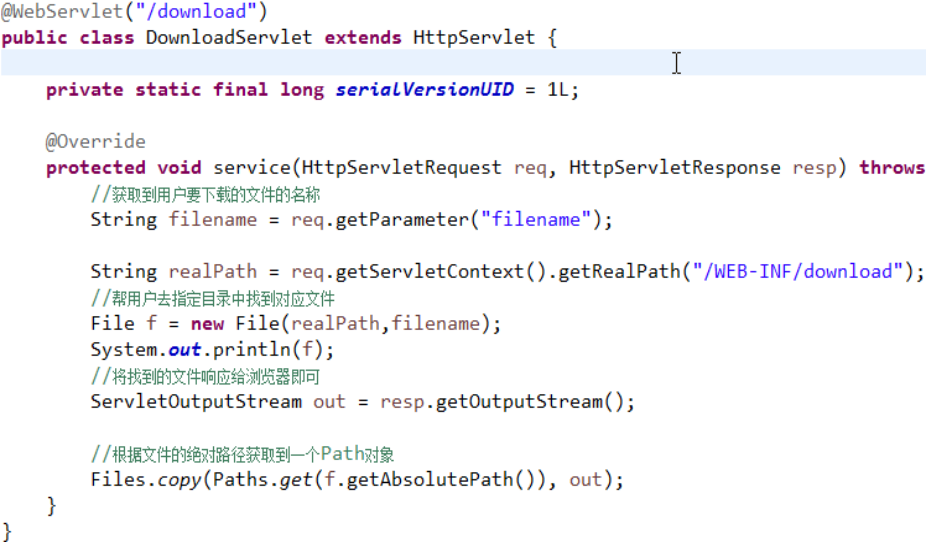 @WebServlet("/download")
public class DownloadServlet extends HttpServlet {
private static final long serialVersionUID = 1L;
@Override
protected void service(HttpServletRequest req, HttpServletResponse resp) throws
//获取到用户要下载的文件的名称
String filename = req.getParameter("filename");
String realPath = req.getServletContext().getRealPath("/WEB-INF/download");
//帮用户去指定目录中找到对应文件
File f = new File(realPath,filename);
System.out.println(f);
//将找到的文件响应给浏览器即可
ServletOutputStream out = resp.getOutputStream();
//根据文件的绝对路径获取到一个Path对象
Files.copy(Paths.get(f.getAbsolutePath()), out);
}
}